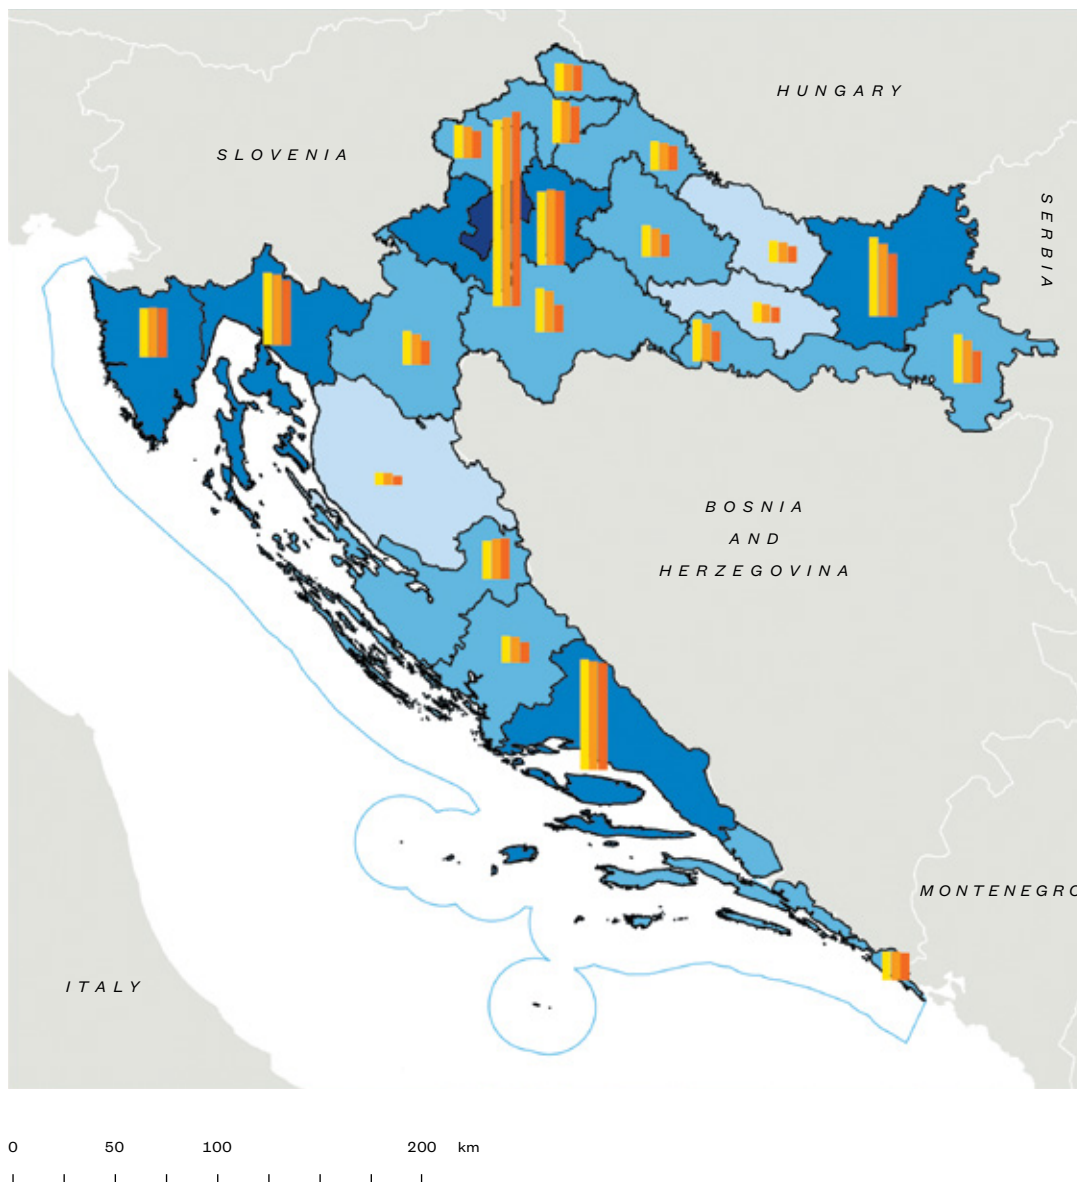 HUNGARY
SLOVENIA
SERBIA
BOSNIA
AND
HERZEGOVINA
MONTENEGRO
ITALY
0 50 100 200 km